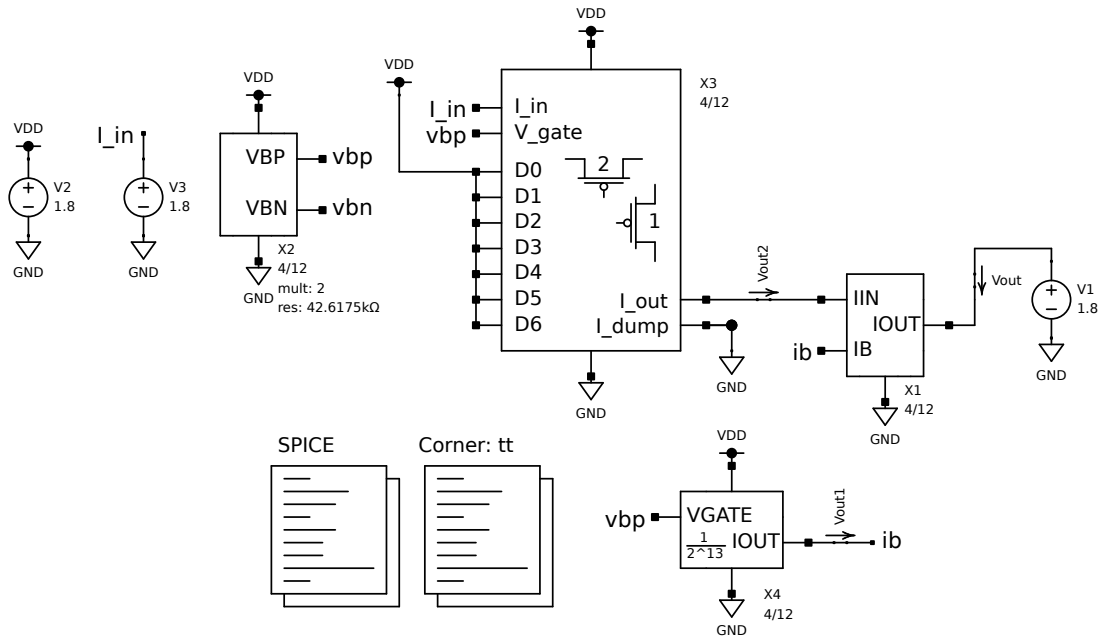 VDD
V2
1.8
GND
I_in
V3
1.8
GND
VDD
VBP
vbp
VBN
vbn
X2
4/12
mult: 2
res: 42.6175kΩ
GND
VDD
VDD
X3
4/12
I_in
I_in
vbp
V_gate
D0
D1
D2
D3
D4
D5
D6
2
1
I_out
I_dump
GND
GND
Vout2
IIN
IOUT
ib
IB
X1
4/12
GND
Vout
V1
1.8
GND
SPICE
Corner: tt
VDD
vbp
VGATE
1
2^13
IOUT
Vout1
ib
X4
4/12
GND